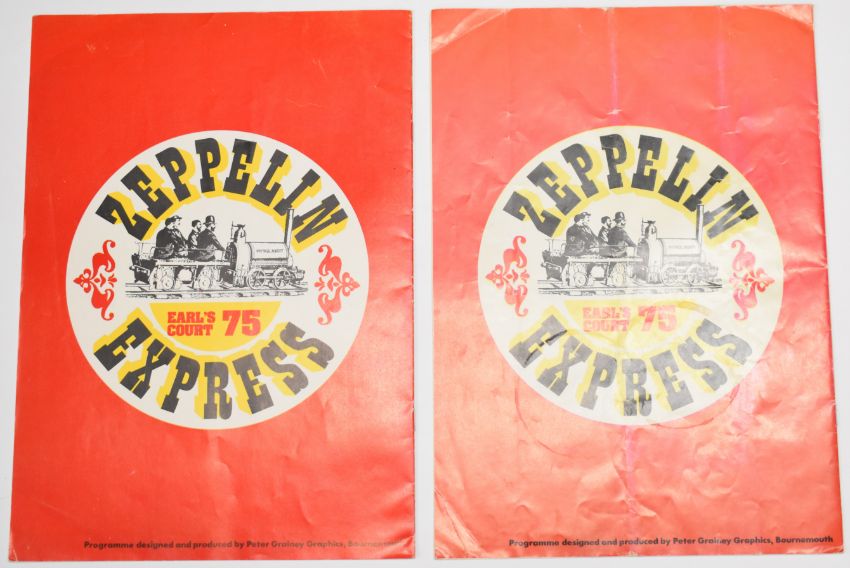 ZEPPELIN
EARL'S
COURT 75
EXPRESS
Programme designed and produced by Peter Grainey Graphics, Bournemouth
ZEPPELIN
EARL'S
COURT 75
EXPRESS
Programme designed and produced by Peter Grainey Graphics, Bournemouth